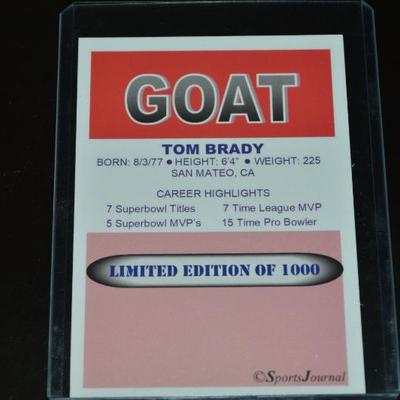 GOAT
TOM BRADY
BORN: 8/3/77 ● HEIGHT: 6'4" ● WEIGHT: 225
SAN MATEO, CA
CAREER HIGHLIGHTS
7 Superbowl Titles 7 Time League MVP
5 Superbowl MVP's 15 Time Pro Bowler
LIMITED EDITION OF 1000
©SportsJournal